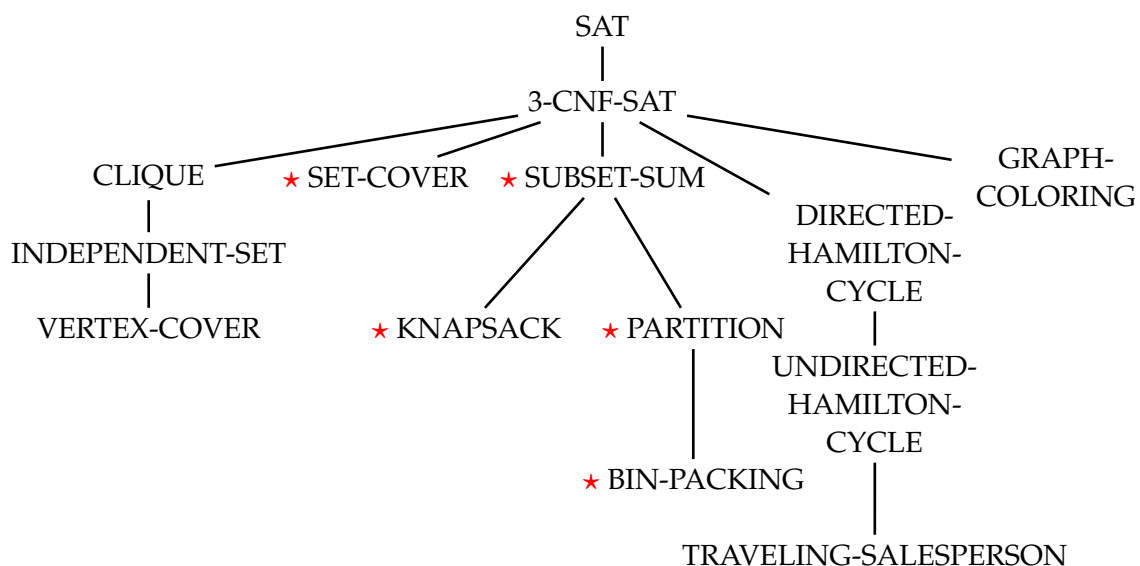 SAT
3-CNF-SAT
CLIQUE
★ SET-COVER
★ SUBSET-SUM
GRAPH-
COLORING
DIRECTED-
HAMILTON-
CYCLE
INDEPENDENT-SET
VERTEX-COVER
★ KNAPSACK
★ PARTITION
UNDIRECTED-
HAMILTON-
CYCLE
★ BIN-PACKING
TRAVELING-SALESPERSON